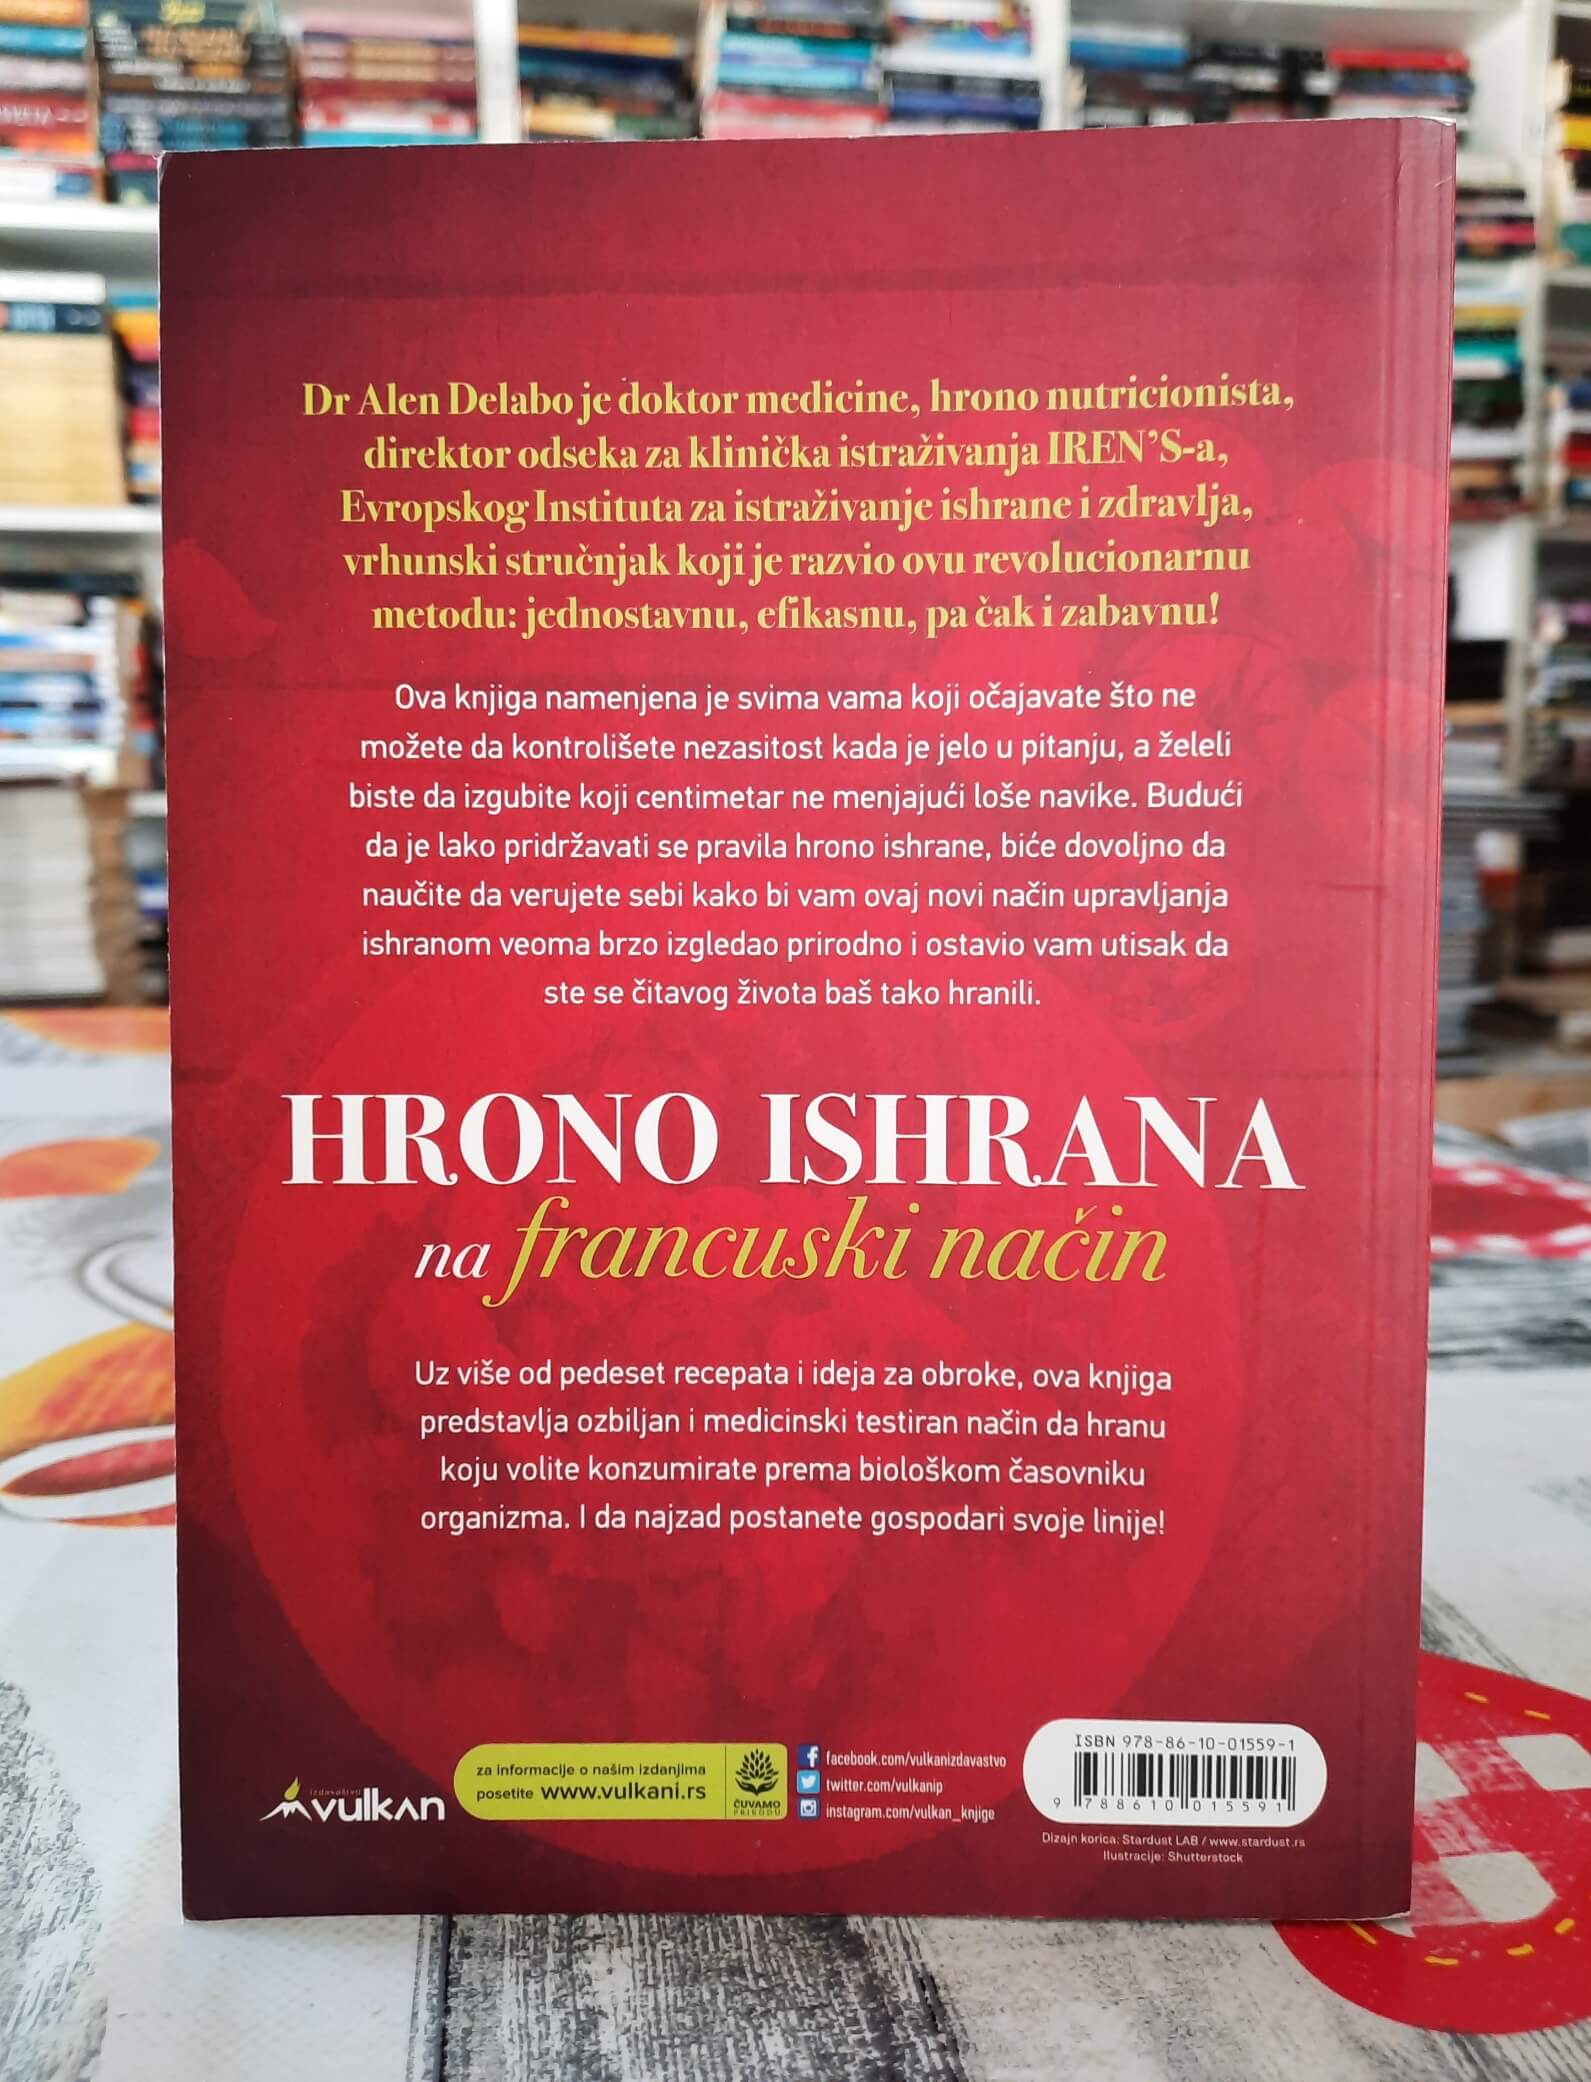 Dr Alen Delabo je doktor medicine, hrono nutricionista,
direktor odseka za klinička istraživanja IREN'S-a,
Evropskog Instituta za istraživanje ishrane i zdravlja,
vrhunski stručnjak koji je razvio ovu revolucionarnu
metodu: jednostavnu, efikasnu, pa čak i zabavnu!
Ova knjiga namenjena je svima vama koji očajavate što ne
možete da kontrolišete nezasitost kada je jelo u pitanju, a želeli
biste da izgubite koji centimetar ne menjajući loše navike. Budući
da je lako pridržavati se pravila hrono ishrane, biće dovoljno da
naučite da verujete sebi kako bi vam ovaj novi način upravljanja
ishranom veoma brzo izgledao prirodno i ostavio vam utisak da
ste se čitavog života baš tako hranili.
HRONO ISHRANA
na francuski način
Uz više od pedeset recepata i ideja za obroke, ova knjiga
predstavlja ozbiljan i medicinski testiran način da hranu
koju volite konzumirate prema biološkom časovniku
organizma. I da najzad postanete gospodari svoje linije!
izdavaštvo
vulkan
za informacije o našim izdanjima
posetite www.vulkani.rs
ČUVAMO
PRIRODU
facebook.com/vulkanizdavastvo
twitter.com/vulkanip
instagram.com/vulkan_knjige
ISBN 978-86-10-01559-1
9 788610 015591
Dizajn korica: Stardust LAB / www.stardust.rs
Ilustracije: Shutterstock